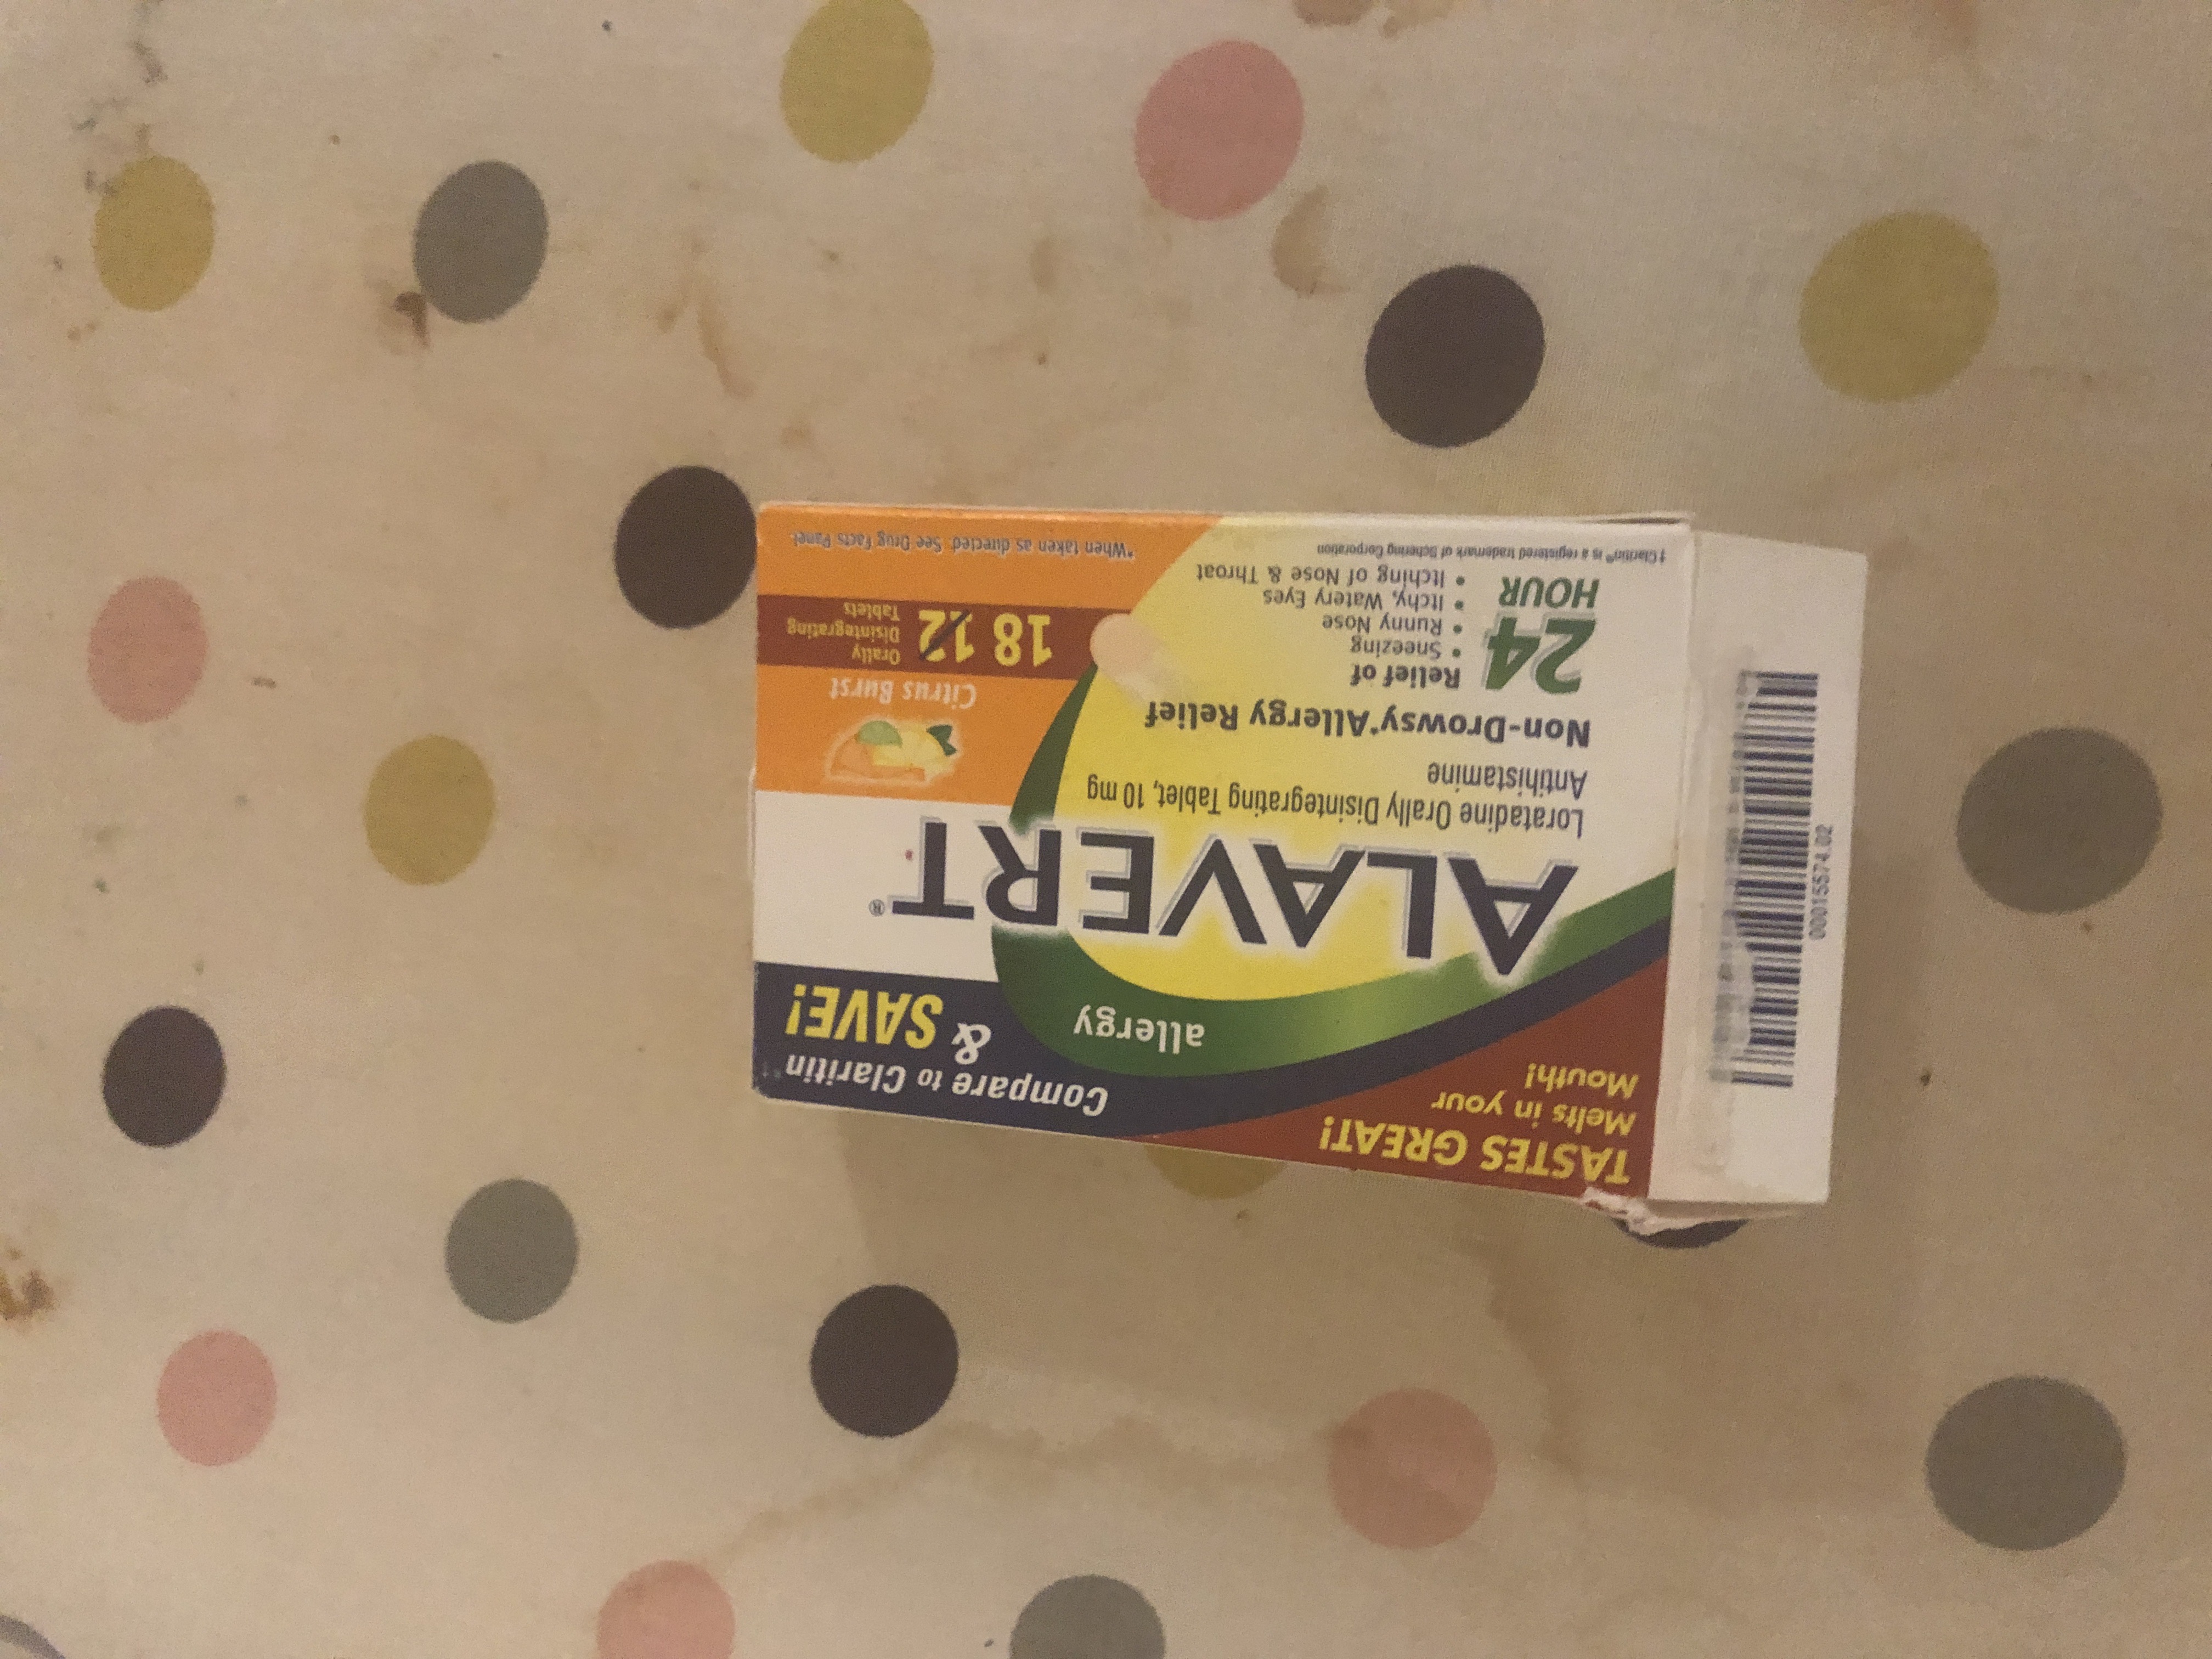 TASTES GREAT!
Melts in your
Mouth!
Compare to Claritin
& SAVE!
allergy
ALAVERT®
Loratadine Orally Disintegrating Tablet, 10 mg
Antihistamine
Non-Drowsy* Allergy Relief
24
HOUR
Relief of
• Sneezing
• Runny Nose
• Itchy, Watery Eyes
• Itching of Nose & Throat
Citrus Burst
18 12
Orally
Disintegrating
Tablets
†Claritin® is a registered trademark of Schering Corporation
*When taken as directed. See Drug Facts Panel.
000015574.02